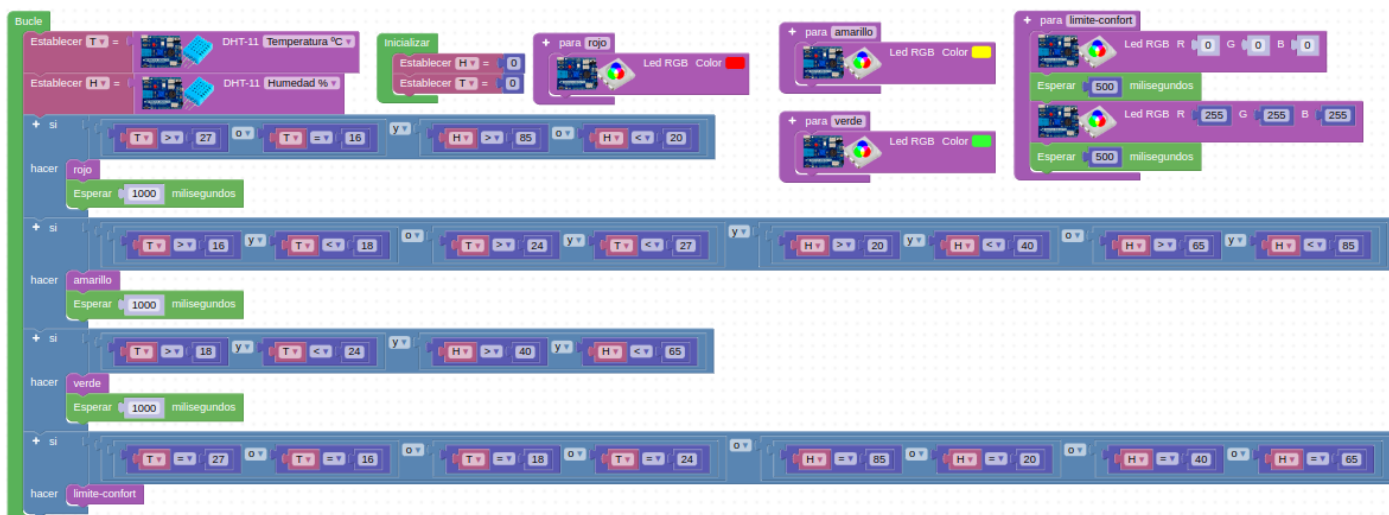 Bucle
Establecer T = DHT-11 Temperatura ºC
Establecer H = DHT-11 Humedad %
Inicializar
Establecer H = 0
Establecer T = 0
+ para rojo
Led RGB Color
+ para amarillo
Led RGB Color
+ para verde
Led RGB Color
+ para limite-confort
Led RGB R 0 G 0 B 0
Esperar 500 milisegundos
Led RGB R 255 G 255 B 255
Esperar 500 milisegundos
+ si T > 27 o T = 16 y H > 85 o H < 20
hacer rojo
Esperar 1000 milisegundos
+ si T > 16 y T < 18 o T > 24 y T < 27 y H > 20 y H < 40 o H > 65 y H < 85
hacer amarillo
Esperar 1000 milisegundos
+ si T > 18 y T < 24 y H > 40 y H < 65
hacer verde
Esperar 1000 milisegundos
+ si T = 27 o T = 16 o T = 18 o T = 24 o H = 85 o H = 20 o H = 40 o H = 65
hacer limite-confort